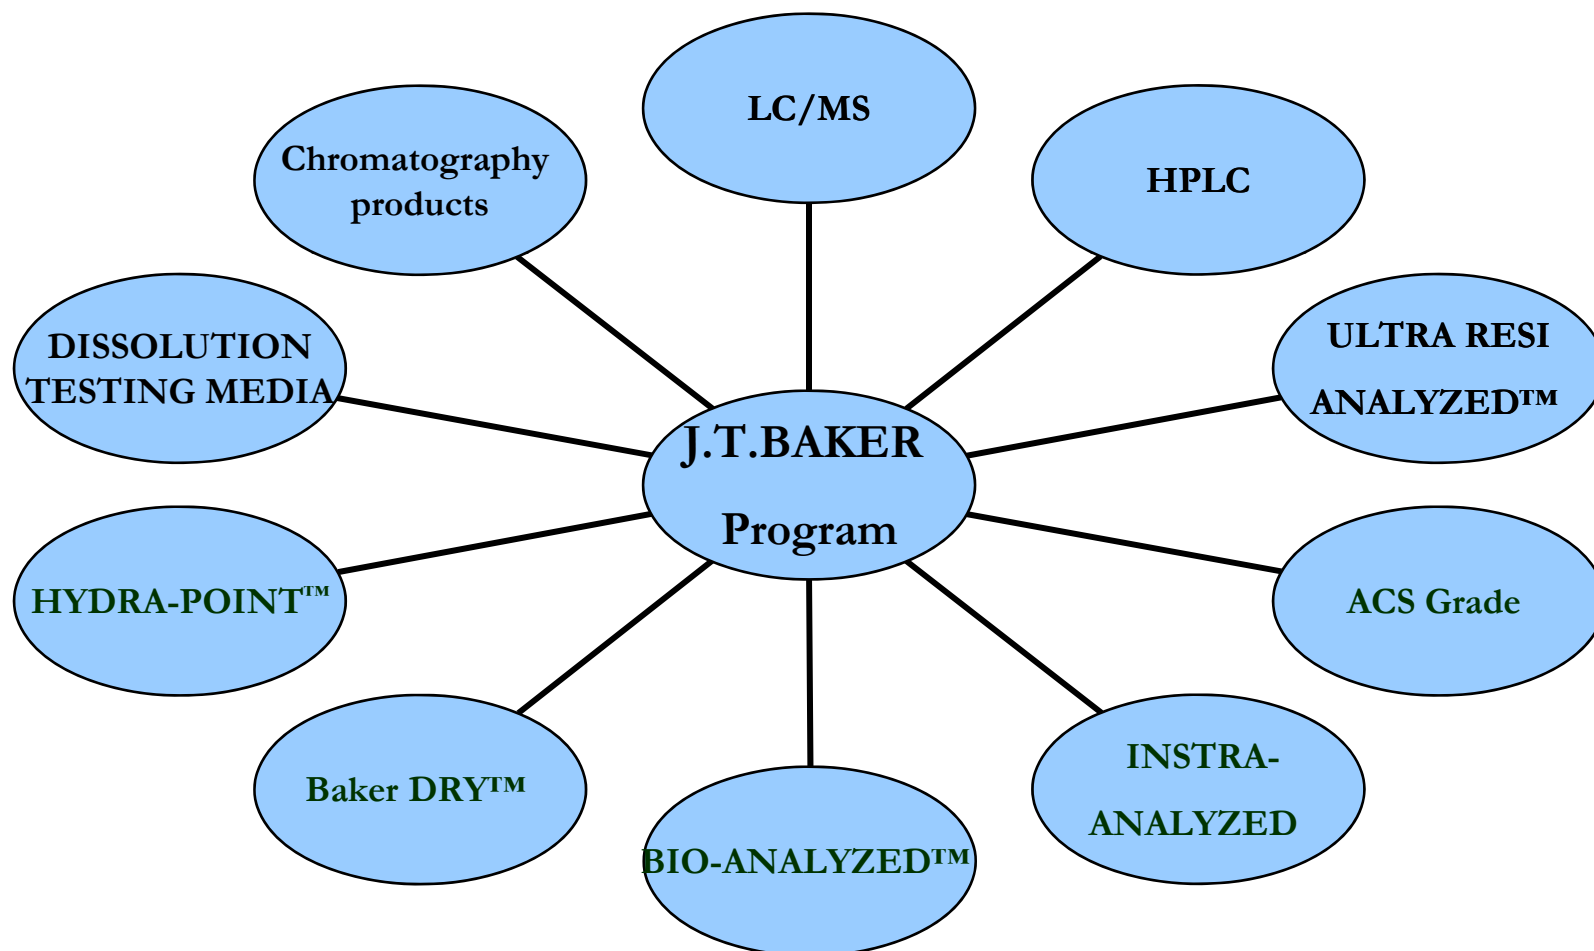 LC/MS
Chromatography
products
HPLC
DISSOLUTION
TESTING MEDIA
ULTRA RESI
ANALYZED™
J.T.BAKER
Program
HYDRA-POINT™
ACS Grade
Baker DRY™
INSTRA-
ANALYZED
BIO-ANALYZED™